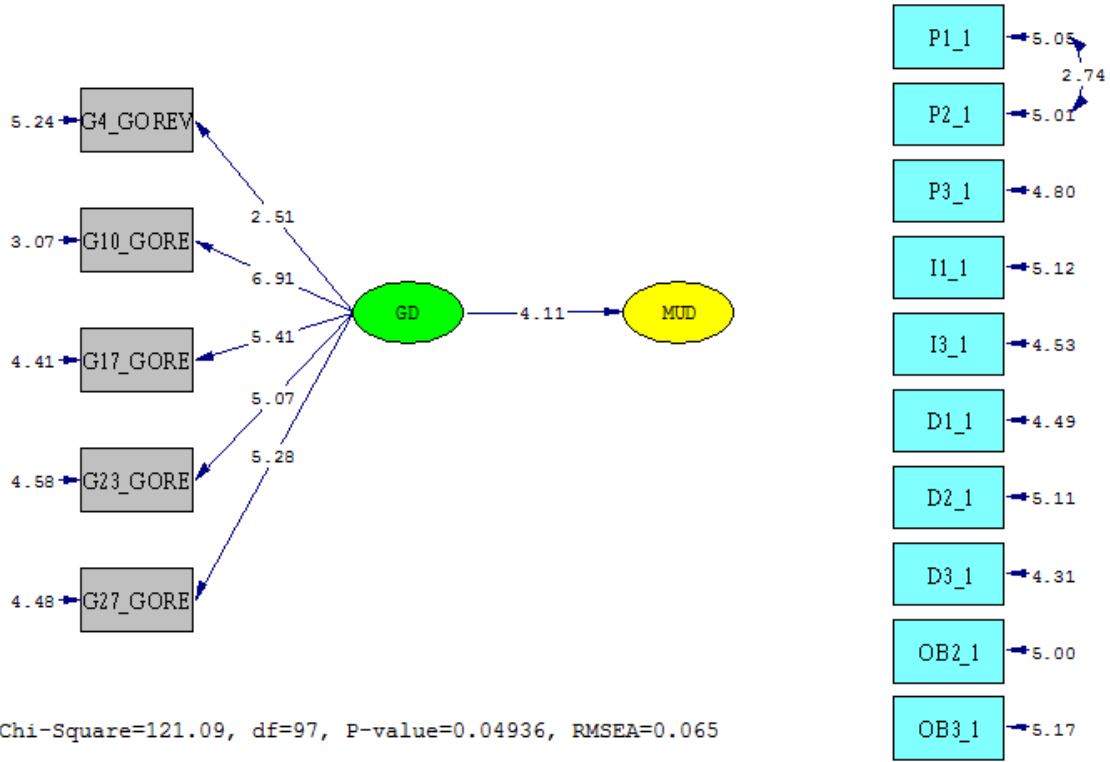 P1_1
5.05
2.74
P2_1
5.01
5.24
G4_GOREV
P3_1
4.80
2.51
3.07
G10_GORE
I1_1
5.12
6.91
GD
4.11
MUD
5.41
I3_1
4.53
4.41
G17_GORE
5.07
D1_1
4.49
5.28
4.58
G23_GORE
D2_1
5.11
D3_1
4.31
4.48
G27_GORE
OB2_1
5.00
Chi-Square=121.09, df=97, P-value=0.04936, RMSEA=0.065
OB3_1
5.17